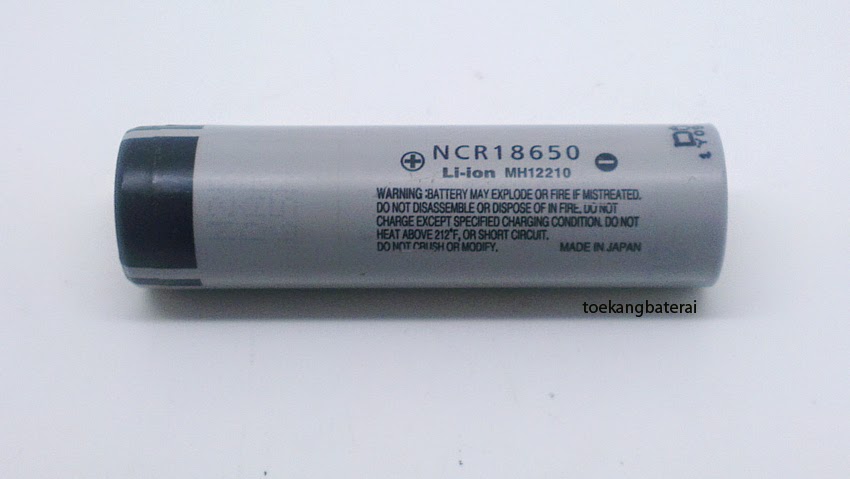 ⊕ NCR18650 ⊖
Li-ion MH12210
WARNING :BATTERY MAY EXPLODE OR FIRE IF MISTREATED.
DO NOT DISASSEMBLE OR DISPOSE OF IN FIRE. DO NOT
CHARGE EXCEPT SPECIFIED CHARGING CONDITION. DO NOT
HEAT ABOVE 212°F, OR SHORT CIRCUIT.
DO NOT CRUSH OR MODIFY. MADE IN JAPAN
toekangbaterai